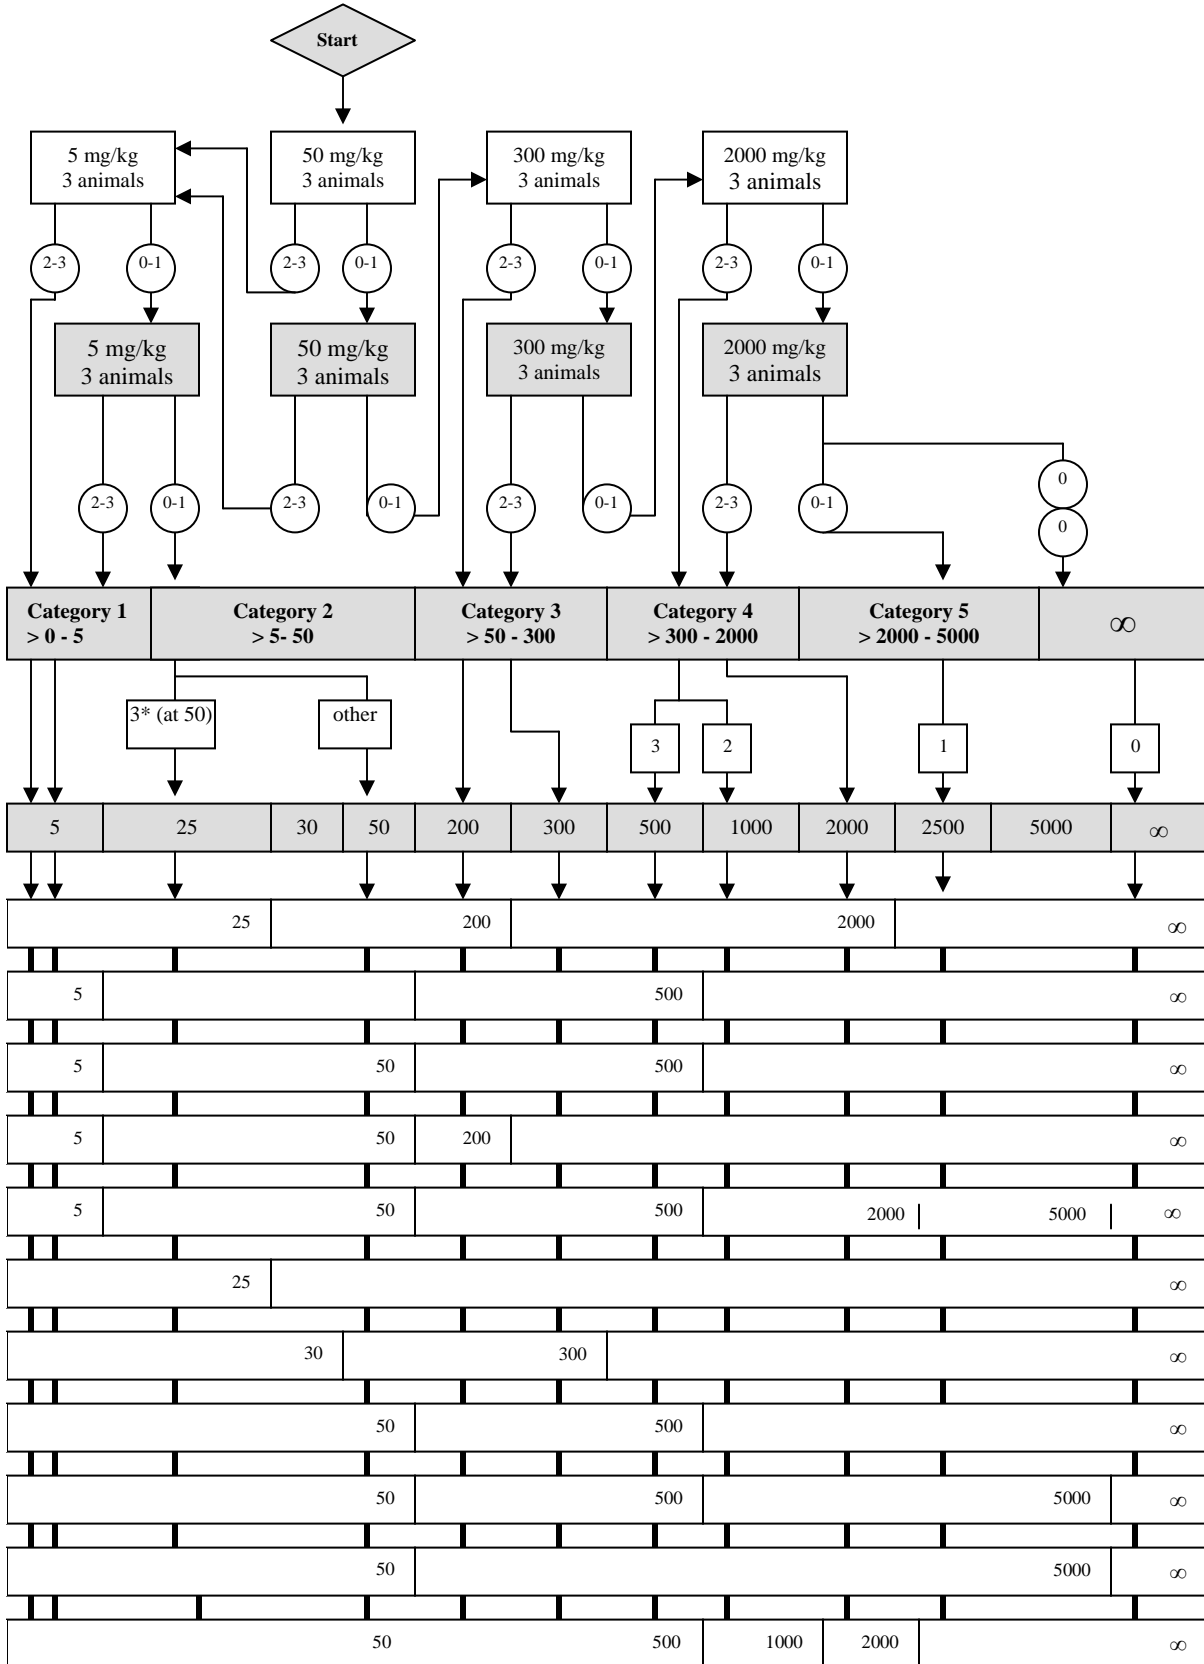 Start
5 mg/kg 50 mg/kg 300 mg/kg 2000 mg/kg
3 animals 3 animals 3 animals 3 animals
2-3 0-1 2-3 0-1 2-3 0-1 2-3 0-1
5 mg/kg 50 mg/kg 300 mg/kg 2000 mg/kg
3 animals 3 animals 3 animals 3 animals
0
2-3 0-1 2-3 0-1 2-3 0-1 2-3 0-1
0
Category 1 Category 2 Category 3 Category 4 Category 5
> 0 - 5 > 5- 50 > 50 - 300 > 300 - 2000 > 2000 - 5000 ∞
3* (at 50) other
3 2 1 0
5 25 30 50 200 300 500 1000 2000 2500 5000 ∞
25 200 2000 ∞
5 500 ∞
5 50 500 ∞
5 50 200 ∞
5 50 500 2000 5000 ∞
25 ∞
30 300 ∞
50 500 ∞
50 500 5000 ∞
50 5000 ∞
50 500 1000 2000 ∞